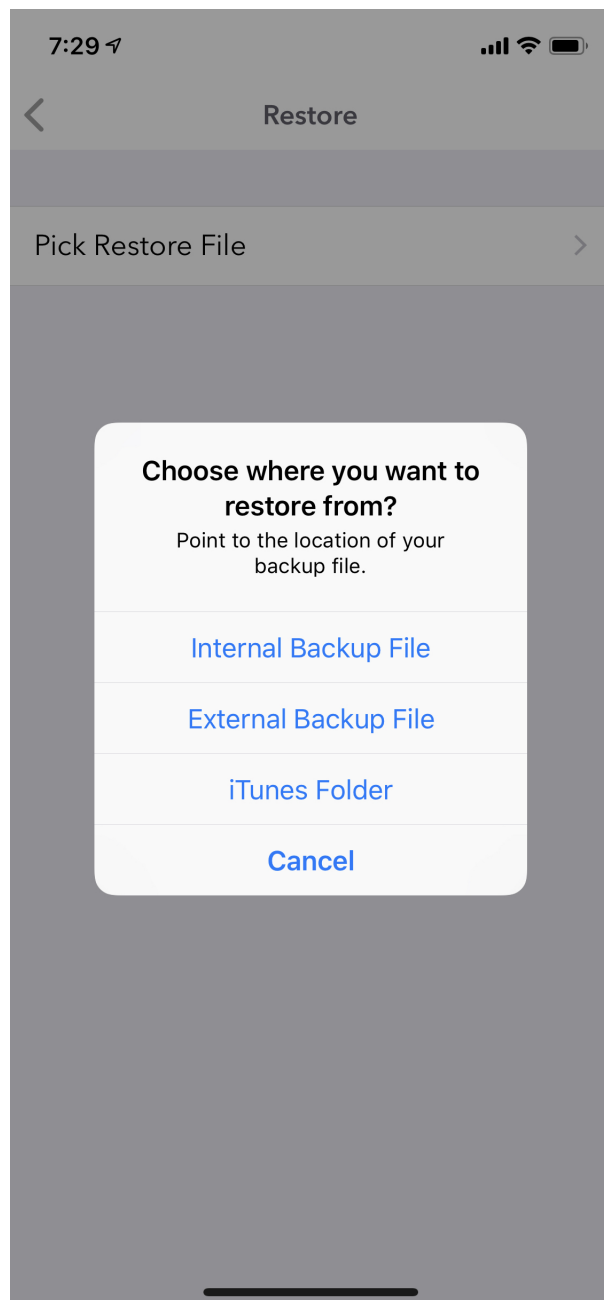 7:29
Restore
Pick Restore File
Choose where you want to
restore from?
Point to the location of your
backup file.
Internal Backup File
External Backup File
iTunes Folder
Cancel